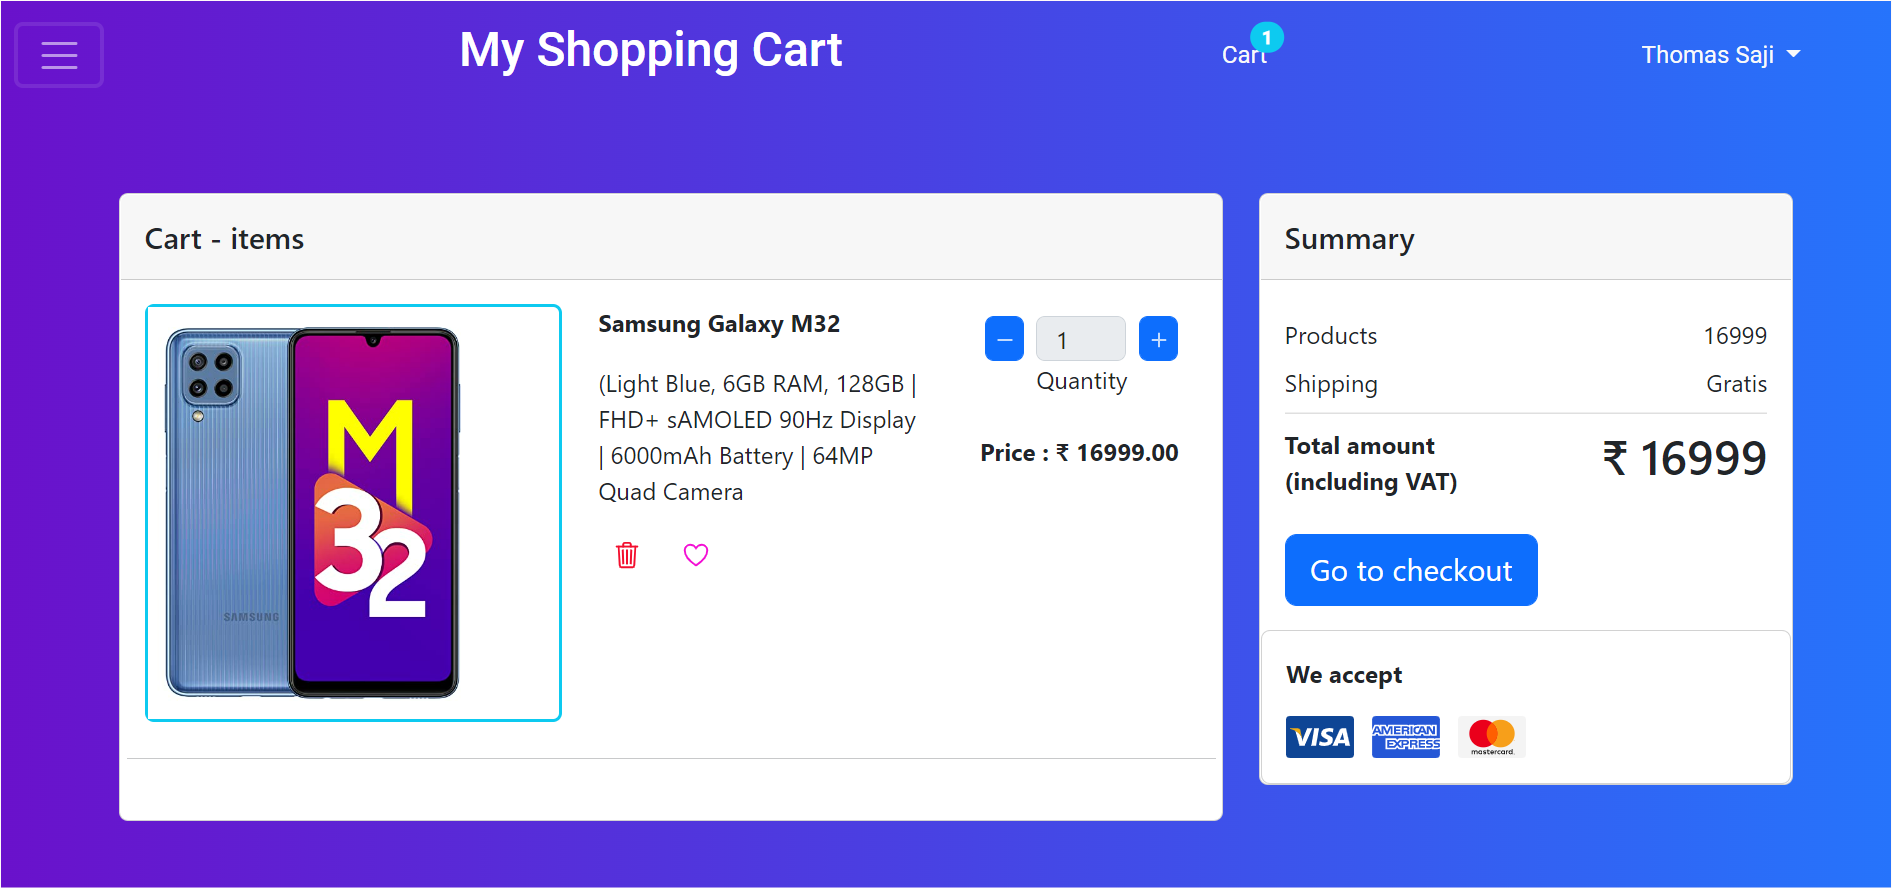 My Shopping Cart
Cart
1
Thomas Saji
Cart - items
M
32
SAMSUNG
Samsung Galaxy M32
(Light Blue, 6GB RAM, 128GB |
FHD+ sAMOLED 90Hz Display
| 6000mAh Battery | 64MP
Quad Camera
1
Quantity
Price : ₹ 16999.00
Summary
Products 16999
Shipping Gratis
Total amount
(including VAT)
₹ 16999
Go to checkout
We accept
VISA
AMERICAN
EXPRESS
mastercard.